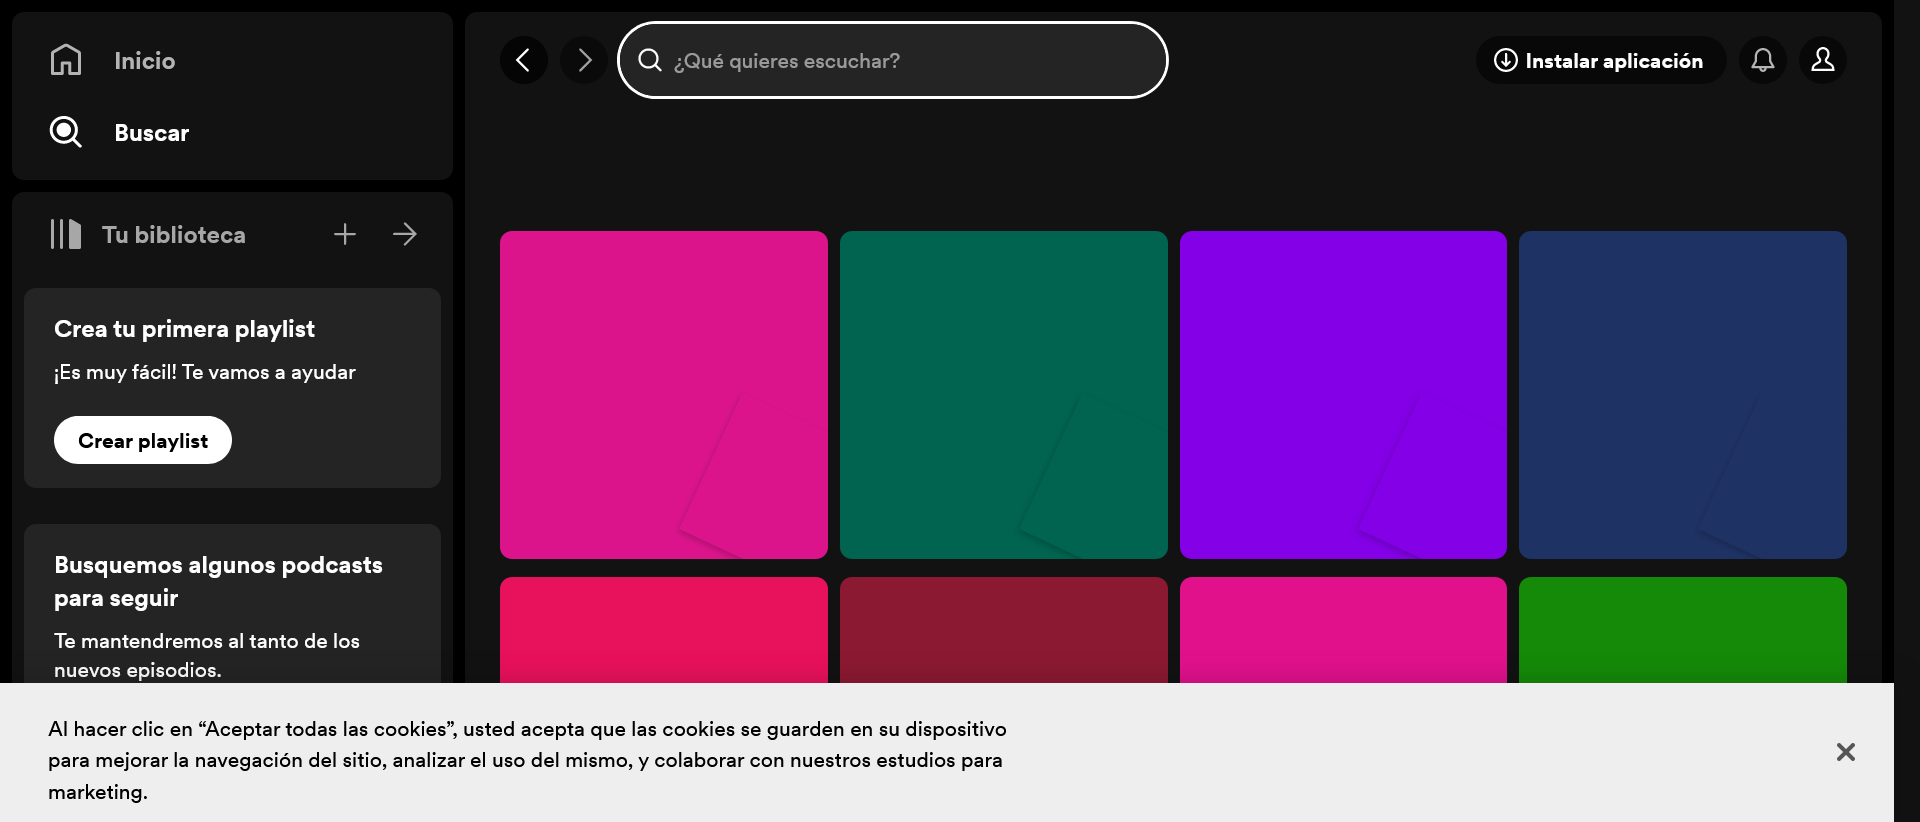 Inicio
Buscar
Tu biblioteca
Crea tu primera playlist
¡Es muy fácil! Te vamos a ayudar
Crear playlist
Busquemos algunos podcasts
para seguir
Te mantendremos al tanto de los
nuevos episodios.
¿Qué quieres escuchar?
Instalar aplicación
Al hacer clic en “Aceptar todas las cookies”, usted acepta que las cookies se guarden en su dispositivo
para mejorar la navegación del sitio, analizar el uso del mismo, y colaborar con nuestros estudios para
marketing.